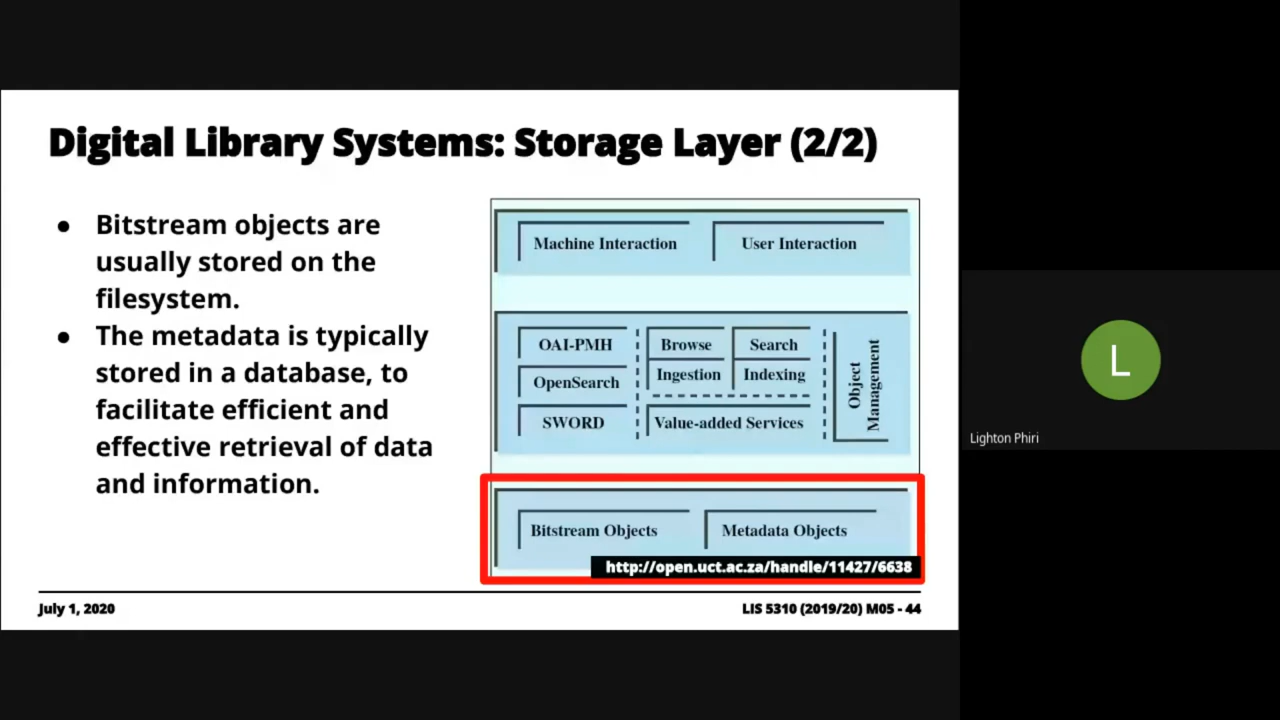 Digital Library Systems: Storage Layer (2/2)
● Bitstream objects are
usually stored on the
filesystem.
● The metadata is typically
stored in a database, to
facilitate efficient and
effective retrieval of data
and information.
Machine Interaction
User Interaction
OAI-PMH
OpenSearch
SWORD
Browse
Search
Ingestion
Indexing
Value-added Services
Object
Management
Bitstream Objects
Metadata Objects
http://open.uct.ac.za/handle/11427/6638
July 1, 2020
LIS 5310 (2019/20) M05 - 44
L
Lighton Phiri